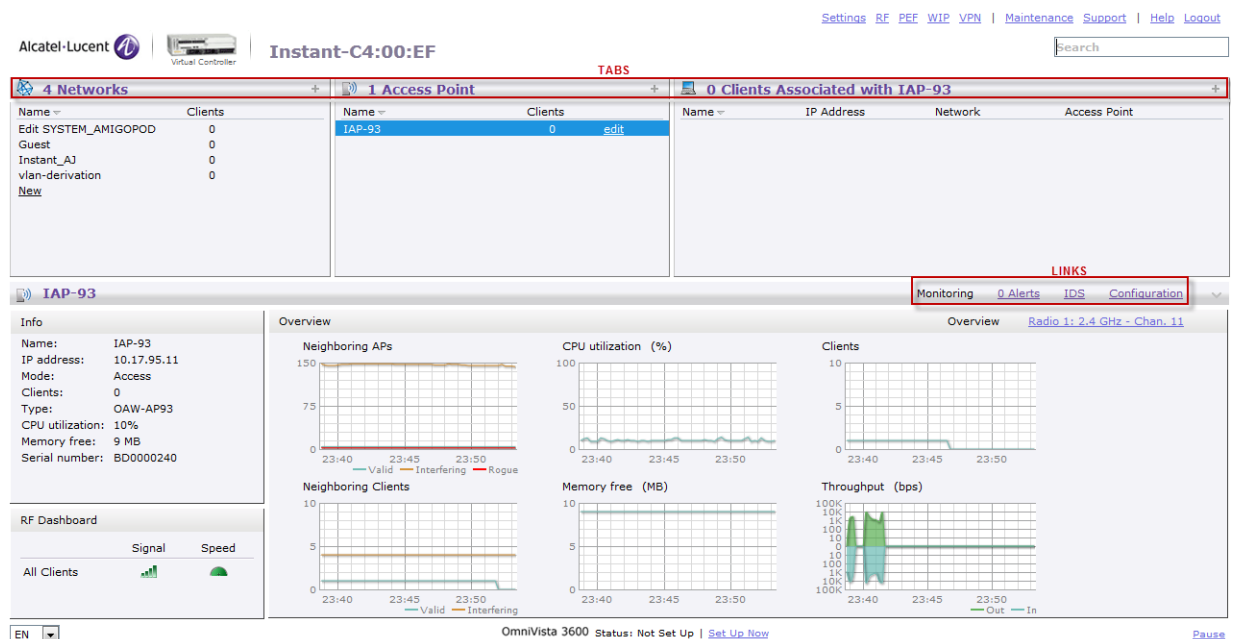 Settings RF PEF WIP VPN | Maintenance Support | Help Logout
Alcatel·Lucent
Virtual Controller
Instant-C4:00:EF
Search
TABS
4 Networks +
1 Access Point +
0 Clients Associated with IAP-93 +
Name Clients
Edit SYSTEM_AMIGOPOD 0
Guest 0
Instant_AJ 0
vlan-derivation 0
New
Name Clients
IAP-93 0 edit
Name IP Address Network Access Point
LINKS
IAP-93
Monitoring 0 Alerts IDS Configuration
Info
Name: IAP-93
IP address: 10.17.95.11
Mode: Access
Clients: 0
Type: OAW-AP93
CPU utilization: 10%
Memory free: 9 MB
Serial number: BD0000240
RF Dashboard
Signal Speed
All Clients
Overview
Overview Radio 1: 2.4 GHz - Chan. 11
Neighboring APs
150
75
0
23:40 23:45 23:50
Valid Interfering Rogue
CPU utilization (%)
100
50
0
23:40 23:45 23:50
Clients
10
5
0
23:40 23:45 23:50
Neighboring Clients
10
5
0
23:40 23:45 23:50
Valid Interfering
Memory free (MB)
10
5
0
23:40 23:45 23:50
Throughput (bps)
100K
10K
1K
100
10
0
10
100
1K
10K
100K
23:40 23:45 23:50
Out In
EN
OmniVista 3600 Status: Not Set Up | Set Up Now
Pause